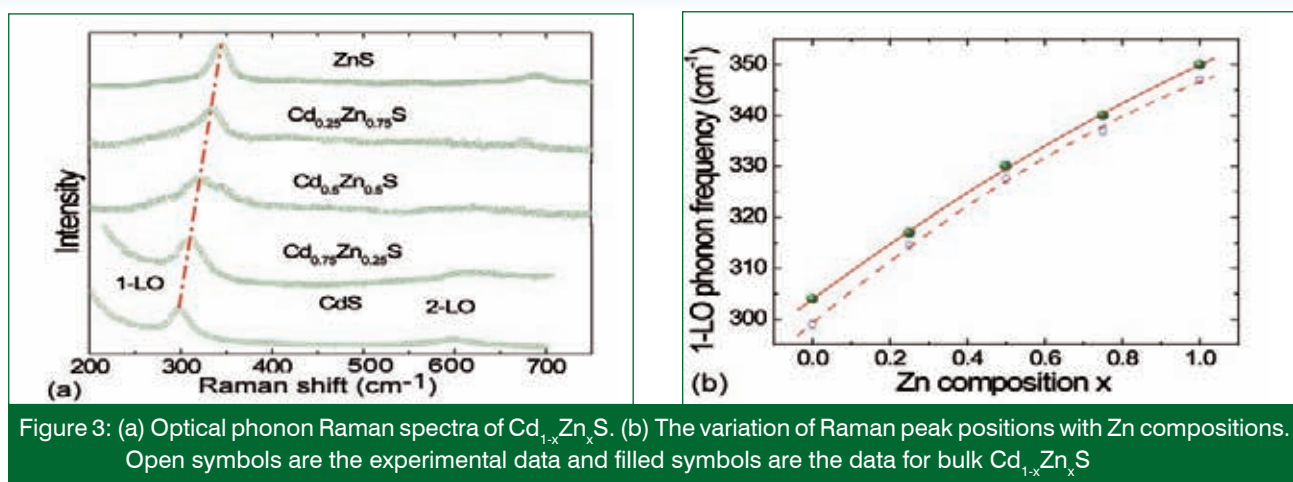 ZnS
Cd0.25Zn0.75S
Cd0.5Zn0.5S
Cd0.75Zn0.25S
1-LO
CdS
2-LO
Intensity
200 300 400 500 600 700
(a)
Raman shift (cm-1)
1-LO phonon frequency (cm-1)
350
340
330
320
310
300
0.0 0.2 0.4 0.6 0.8 1.0
(b)
Zn composition x
Figure 3: (a) Optical phonon Raman spectra of Cd1-xZnxS. (b) The variation of Raman peak positions with Zn compositions.
Open symbols are the experimental data and filled symbols are the data for bulk Cd1-xZnxS